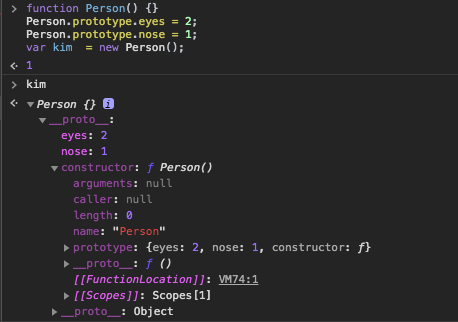 function Person() {}
Person.prototype.eyes = 2;
Person.prototype.nose = 1;
var kim  = new Person();
1
kim
Person {} i
__proto__:
eyes: 2
nose: 1
constructor: ƒ Person()
arguments: null
caller: null
length: 0
name: "Person"
prototype: {eyes: 2, nose: 1, constructor: ƒ}
__proto__: ƒ ()
[[FunctionLocation]]: VM74:1
[[Scopes]]: Scopes[1]
__proto__: Object